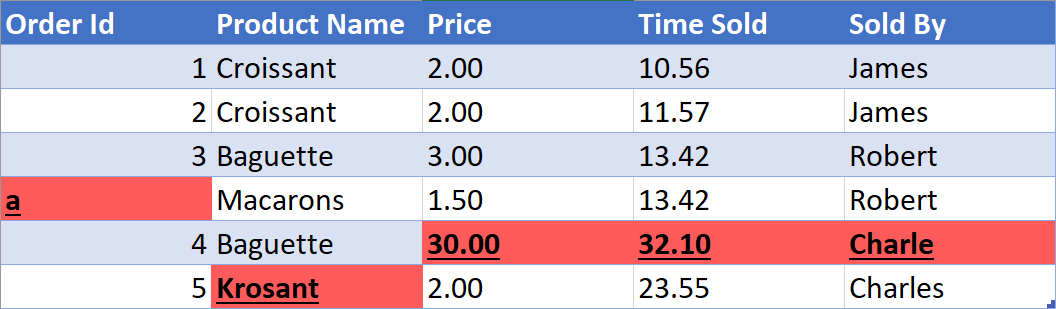 Order Id Product Name Price Time Sold Sold By
1 Croissant 2.00 10.56 James
2 Croissant 2.00 11.57 James
3 Baguette 3.00 13.42 Robert
a Macarons 1.50 13.42 Robert
4 Baguette 30.00 32.10 Charle
5 Krosant 2.00 23.55 Charles